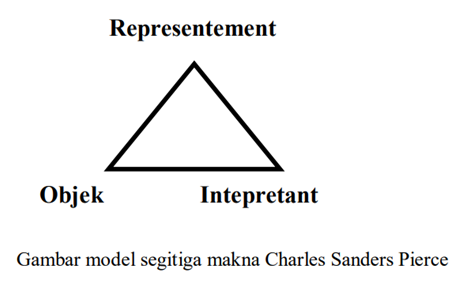 Representement
Objek Intepretant
Gambar model segitiga makna Charles Sanders Pierce